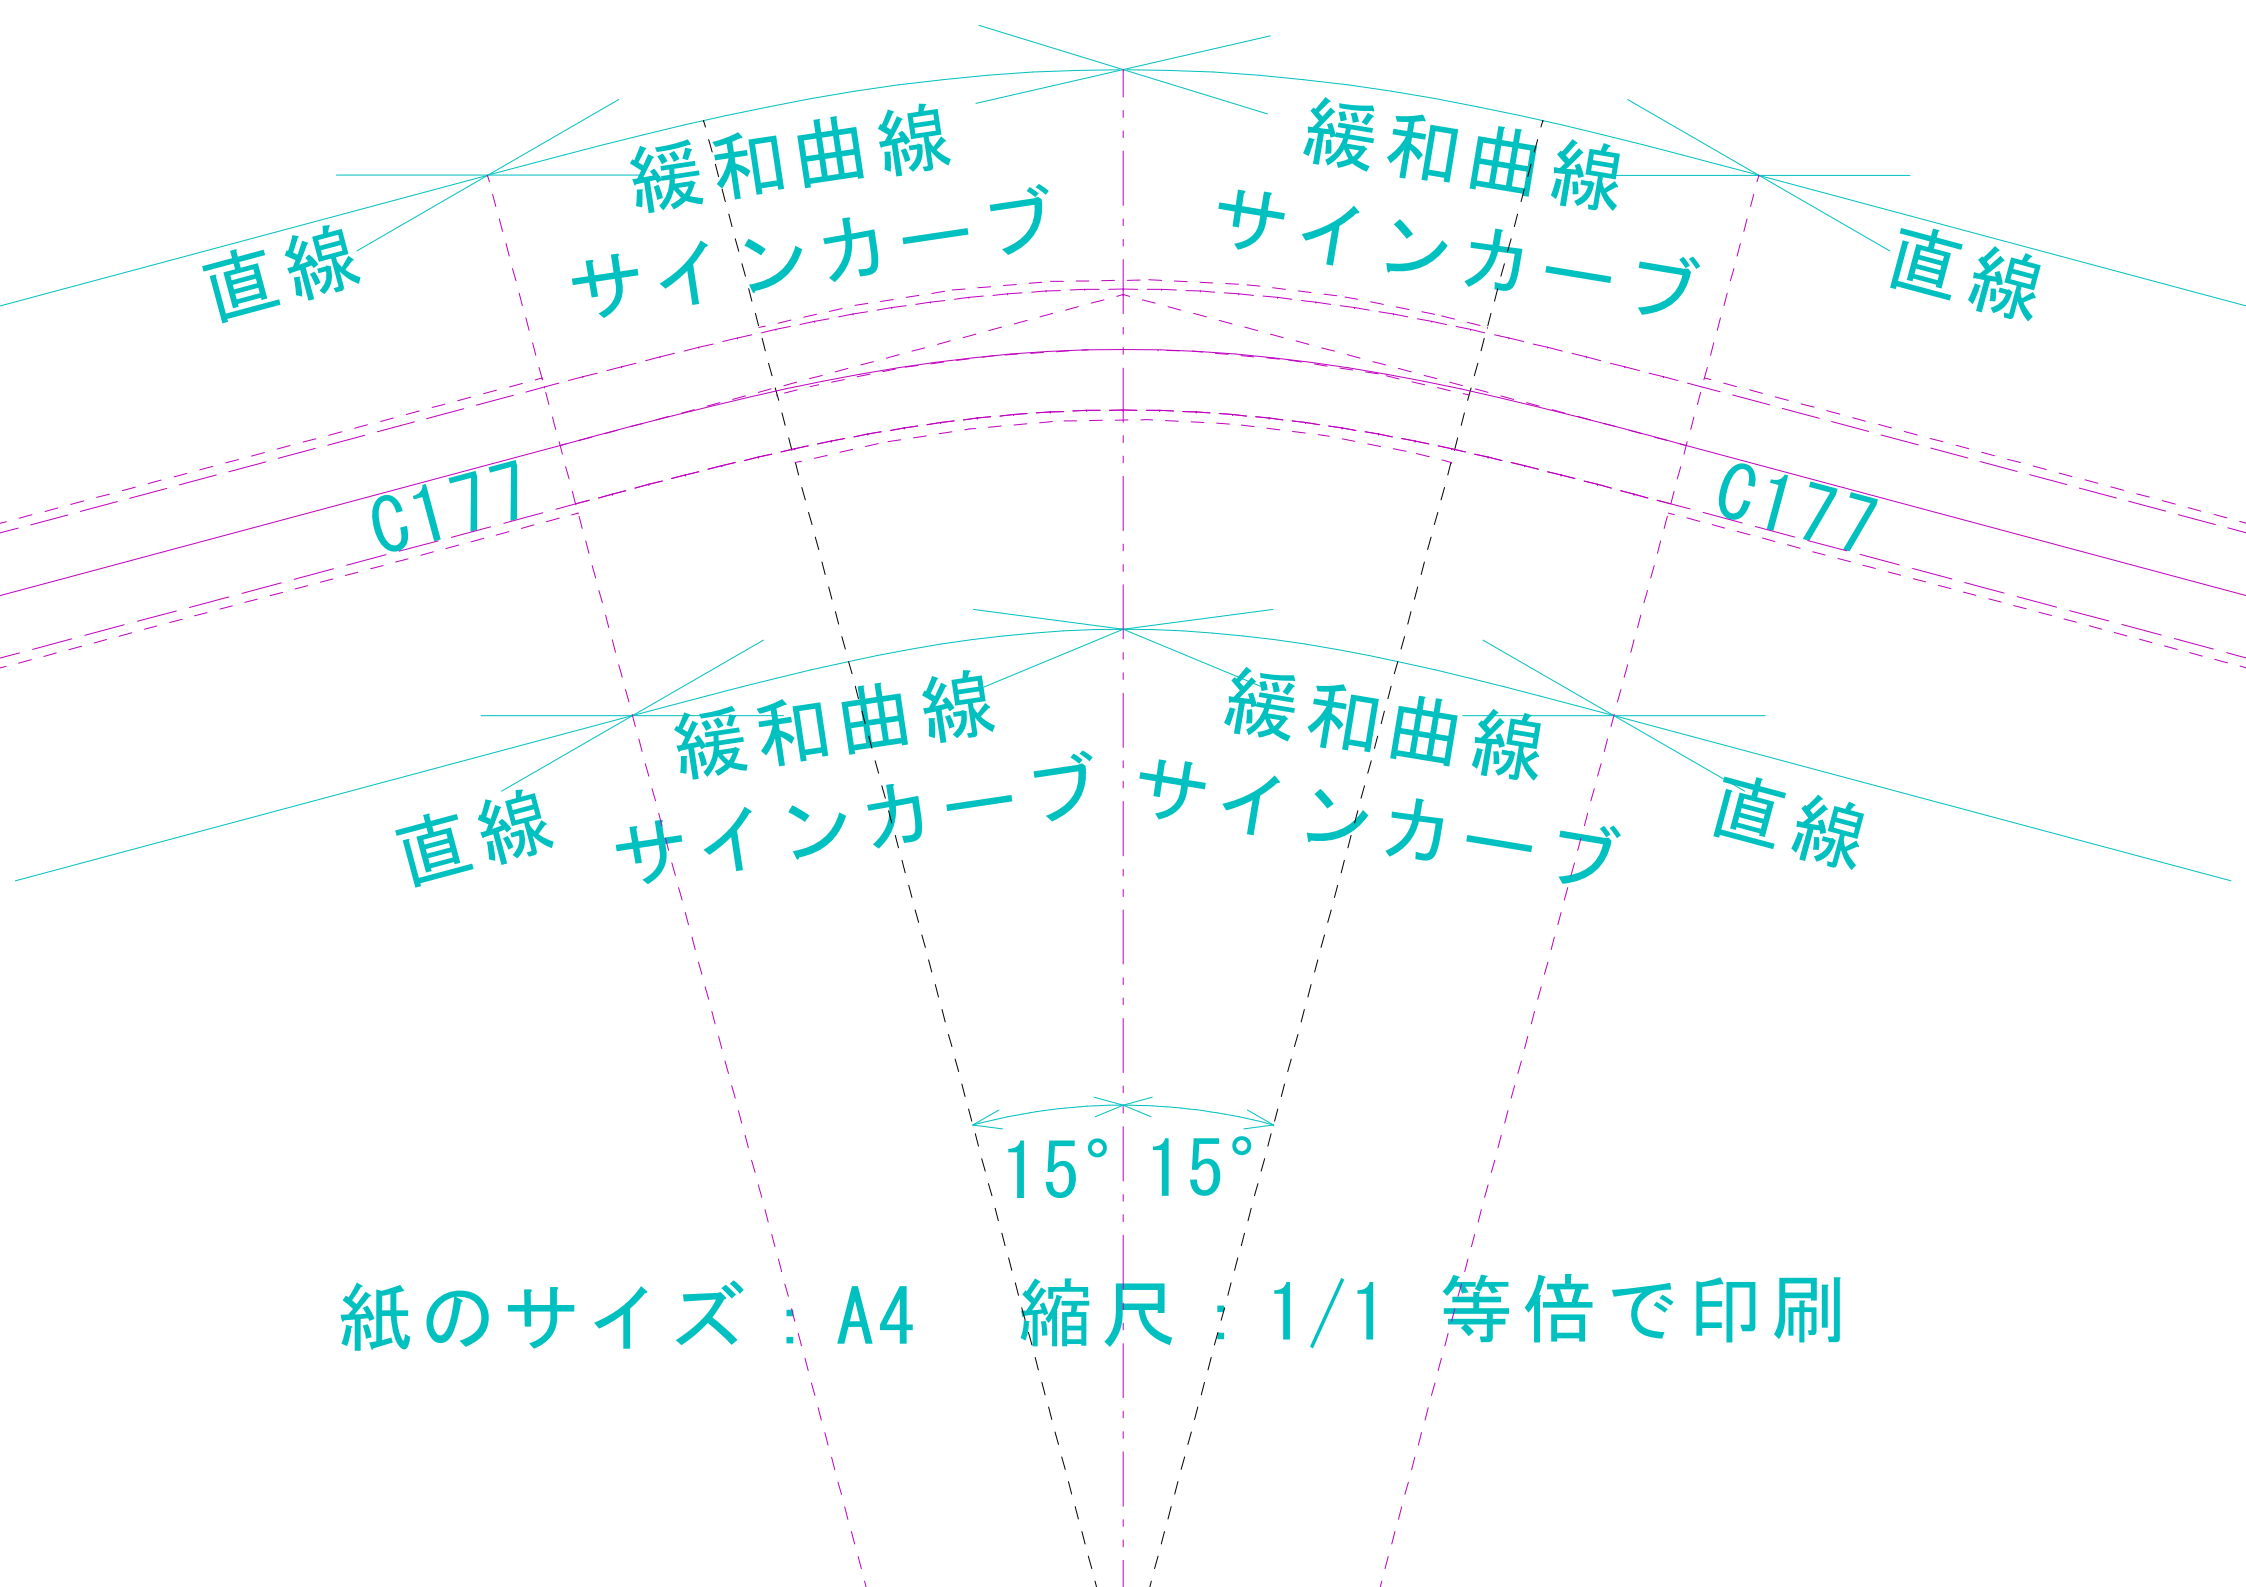 緩和曲線
サインカーブ
緩和曲線
サインカーブ
直線
直線
C177
C177
緩和曲線
サインカーブ
緩和曲線
サインカーブ
直線
直線
15°
15°
紙のサイズ：A4　縮尺：1/1 等倍で印刷